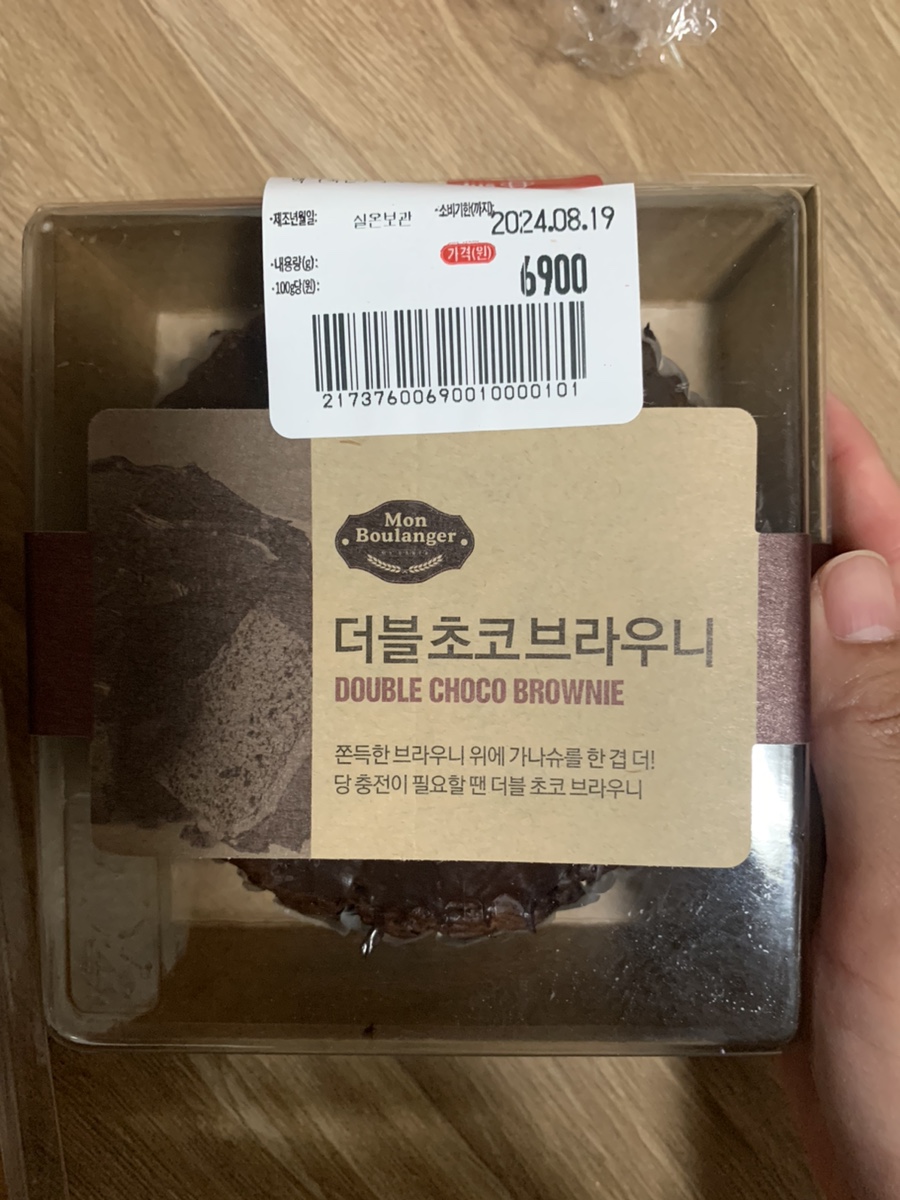 ·제조년월일: 실온보관 ·소비기한(까지): 2024.08.19
가격(원)
·내용량(g): 6900
·100g당(원):
21737600690010000101
Mon
Boulanger
더블 초코 브라우니
DOUBLE CHOCO BROWNIE
쫀득한 브라우니 위에 가나슈를 한 겹 더!
당 충전이 필요할 땐 더블 초코 브라우니